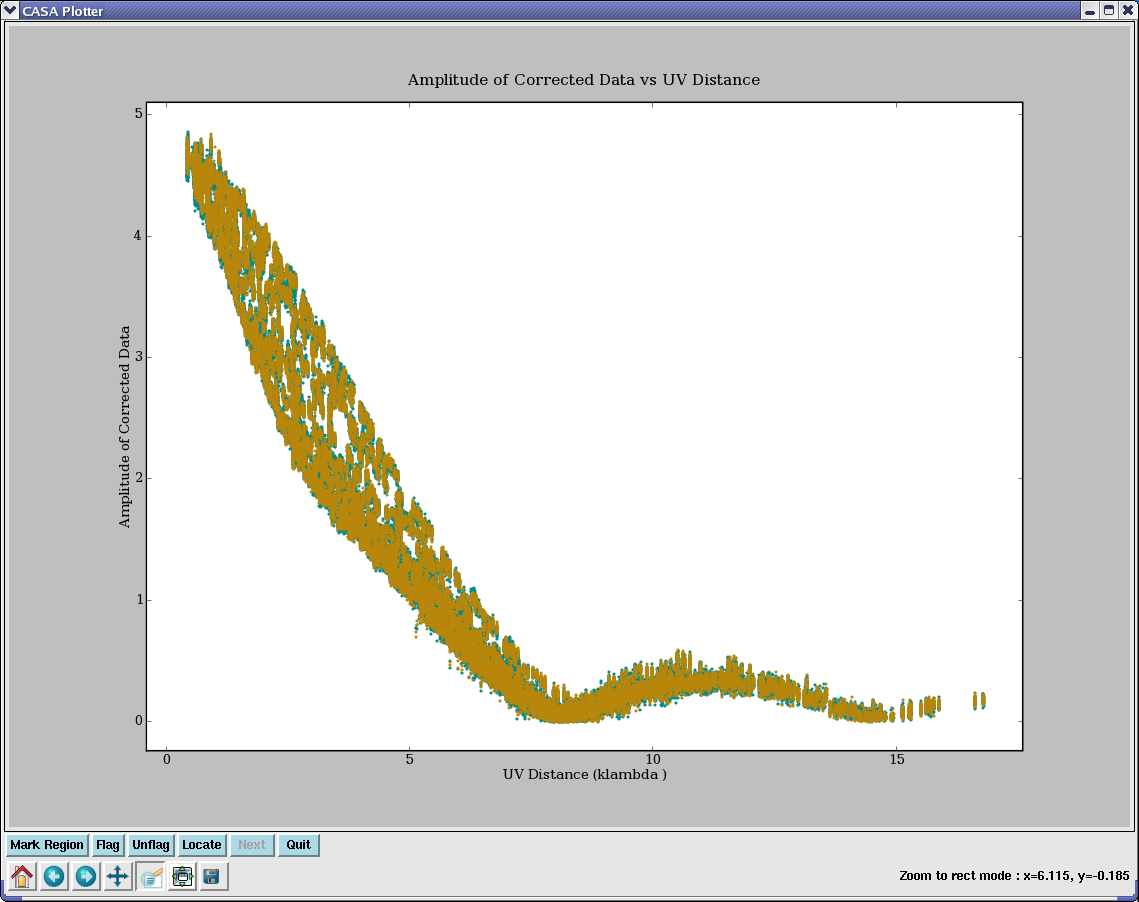 CASA Plotter
Amplitude of Corrected Data vs UV Distance
5
4
3
2
1
0
Amplitude of Corrected Data
0 5 10 15
UV Distance (klambda )
Mark Region Flag Unflag Locate Next Quit
Zoom to rect mode : x=6.115, y=-0.185